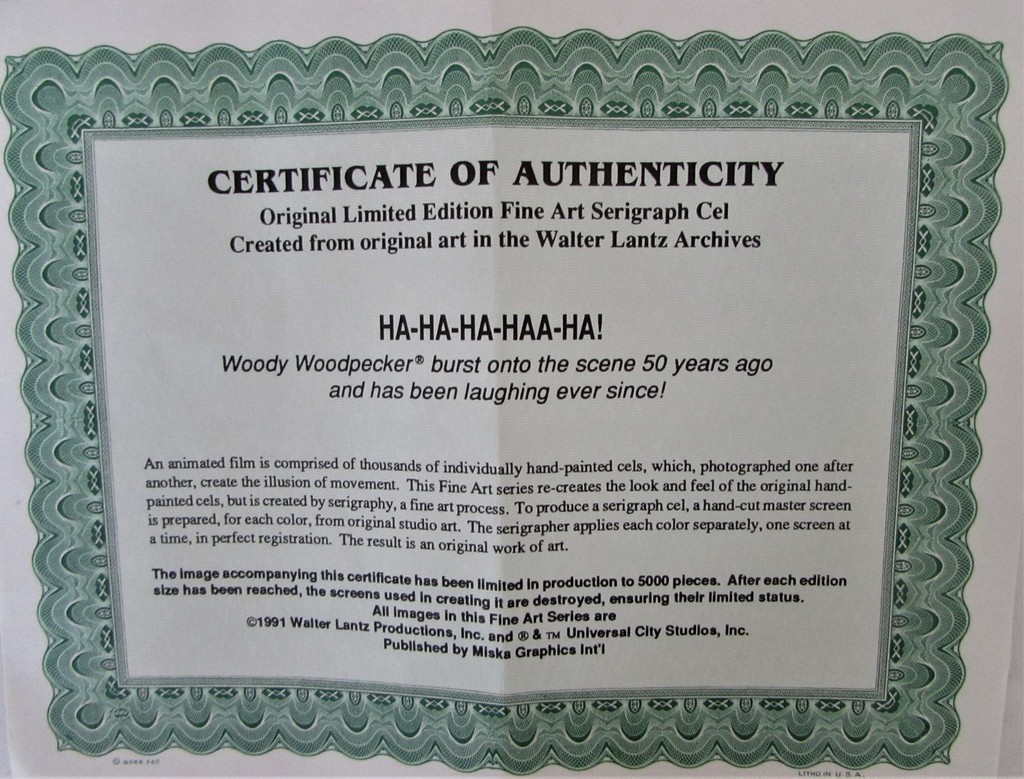 CERTIFICATE OF AUTHENTICITY
Original Limited Edition Fine Art Serigraph Cel
Created from original art in the Walter Lantz Archives
HA-HA-HA-HAA-HA!
Woody Woodpecker® burst onto the scene 50 years ago
and has been laughing ever since!
An animated film is comprised of thousands of individually hand-painted cels, which, photographed one after
another, create the illusion of movement. This Fine Art series re-creates the look and feel of the original hand-
painted cels, but is created by serigraphy, a fine art process. To produce a serigraph cel, a hand-cut master screen
is prepared, for each color, from original studio art. The serigrapher applies each color separately, one screen at
a time, in perfect registration. The result is an original work of art.
The image accompanying this certificate has been limited in production to 5000 pieces. After each edition
size has been reached, the screens used in creating it are destroyed, ensuring their limited status.
All images in this Fine Art Series are
©1991 Walter Lantz Productions, Inc. and ® & TM Universal City Studios, Inc.
Published by Miska Graphics Int'l
©
LITHO IN U.S.A.